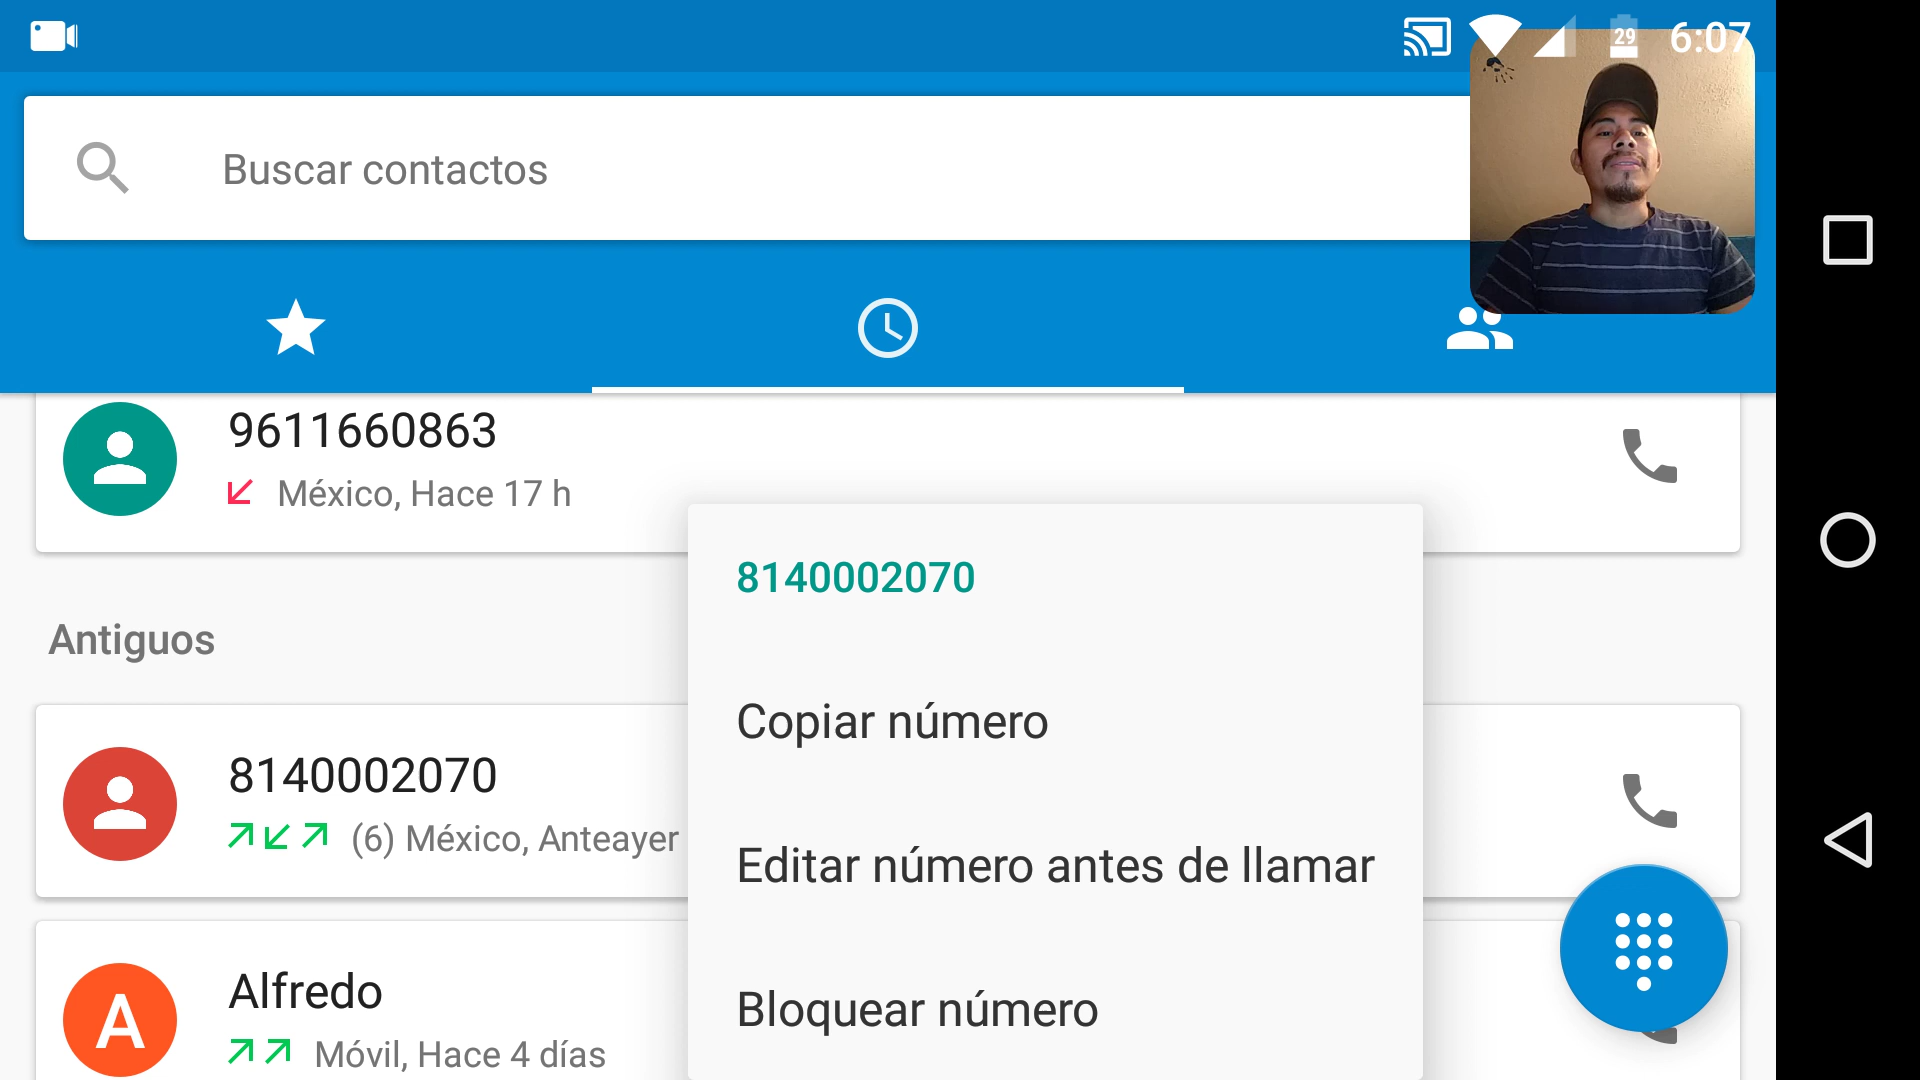 29 6:07
Buscar contactos
9611660863
México, Hace 17 h
Antiguos
8140002070
(6) México, Anteayer
A
Alfredo
Móvil, Hace 4 días
8140002070
Copiar número
Editar número antes de llamar
Bloquear número